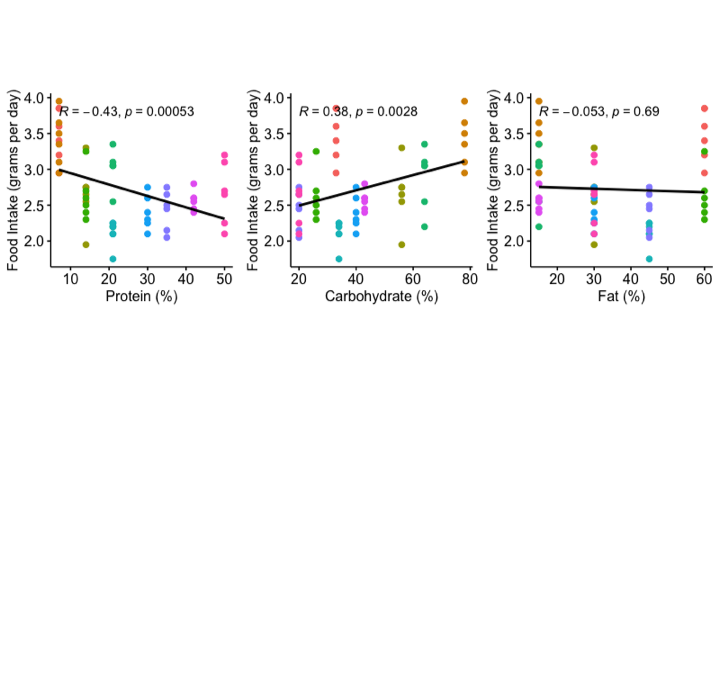 Food Intake (grams per day)
4.0
3.5
3.0
2.5
2.0
R = −0.43, p = 0.00053
10 20 30 40 50
Protein (%)
Food Intake (grams per day)
4.0
3.5
3.0
2.5
2.0
R = 0.38, p = 0.0028
20 40 60 80
Carbohydrate (%)
Food Intake (grams per day)
4.0
3.5
3.0
2.5
2.0
R = −0.053, p = 0.69
20 30 40 50 60
Fat (%)